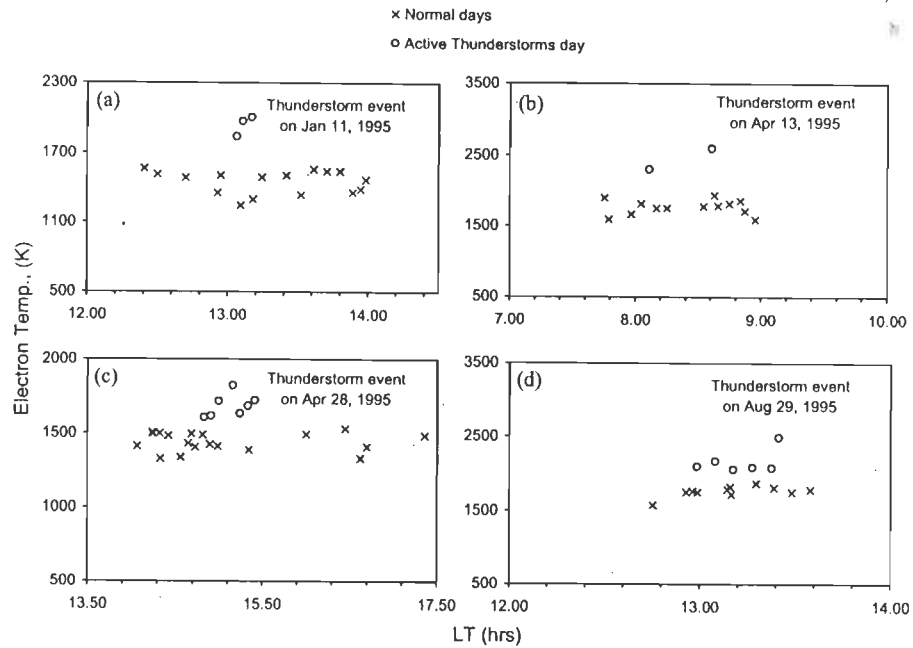 × Normal days
o Active Thunderstorms day
Electron Temp., (K)
(a)
Thunderstorm event
on Jan 11, 1995
2300
1700
1100
500
12.00 13.00 14.00
(b)
Thunderstorm event
on Apr 13, 1995
3500
2500
1500
500
7.00 8.00 9.00 10.00
(c)
Thunderstorm event
on Apr 28, 1995
2000
1500
1000
500
13.50 15.50 17.50
(d)
Thunderstorm event
on Aug 29, 1995
3500
2500
1500
500
12.00 13.00 14.00
LT (hrs)